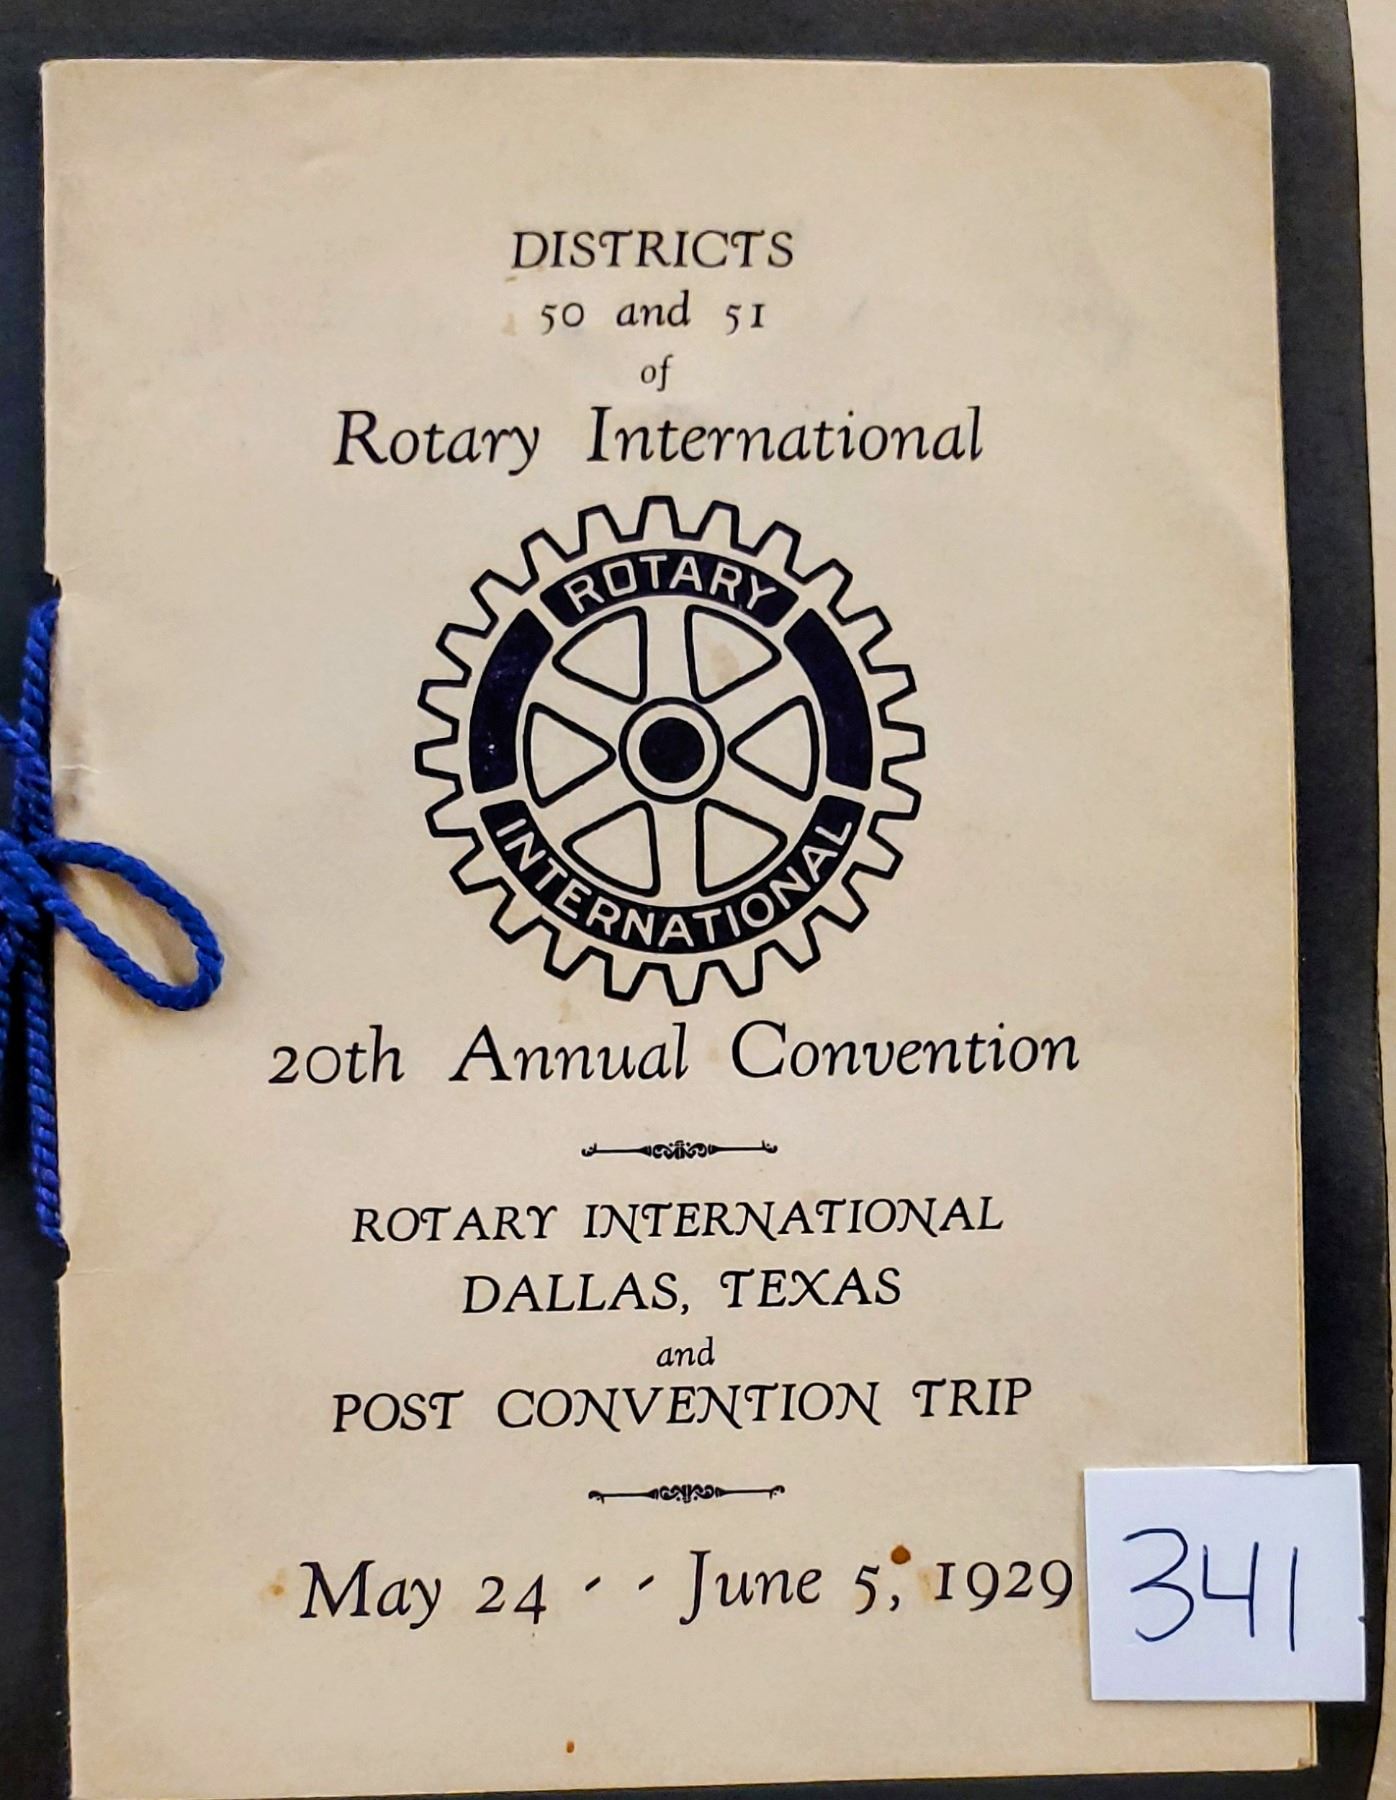 DISTRICTS
50 and 51
of
Rotary International
ROTARY
INTERNATIONAL
20th Annual Convention
ROTARY INTERNATIONAL
DALLAS, TEXAS
and
POST CONVENTION TRIP
May 24 - - June 5, 1929
341